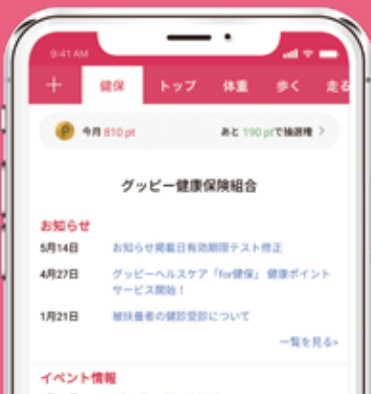 9:41 AM
+ 健保 トップ 体重 歩く 走る
P 今月 810 pt あと 190 ptで抽選権 >
グッピー健康保険組合
お知らせ
5月14日 お知らせ掲載日有効期限テスト修正
4月27日 グッピーヘルスケア「for健保」 健康ポイント
サービス開始！
1月21日 被扶養者の健診受診について
一覧を見る>
イベント情報